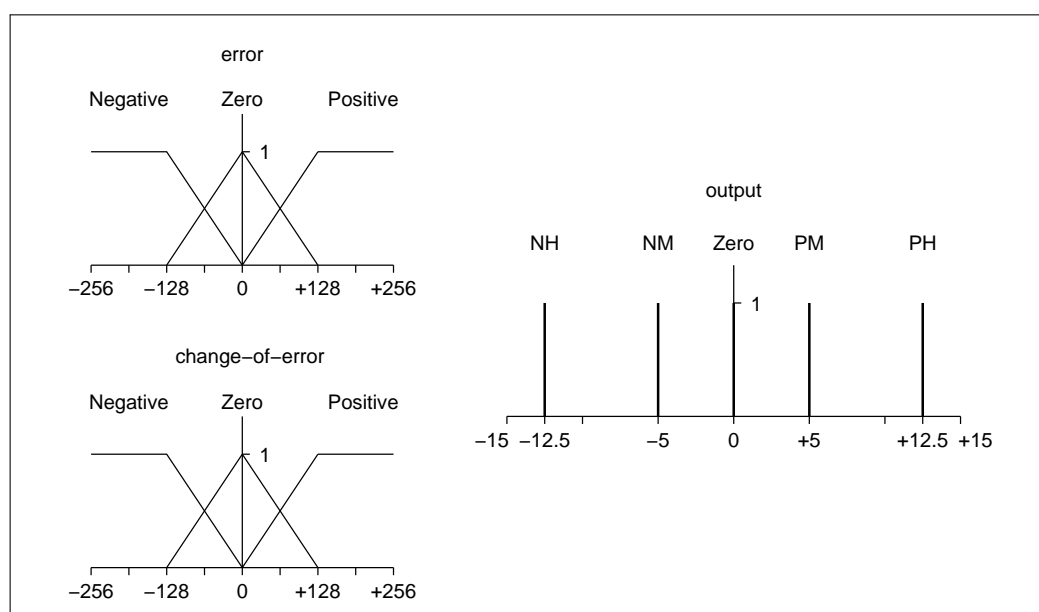 error
Negative Zero Positive
1
−256 −128 0 +128 +256
change−of−error
Negative Zero Positive
1
−256 −128 0 +128 +256
output
NH NM Zero PM PH
1
−15 −12.5 −5 0 +5 +12.5 +15